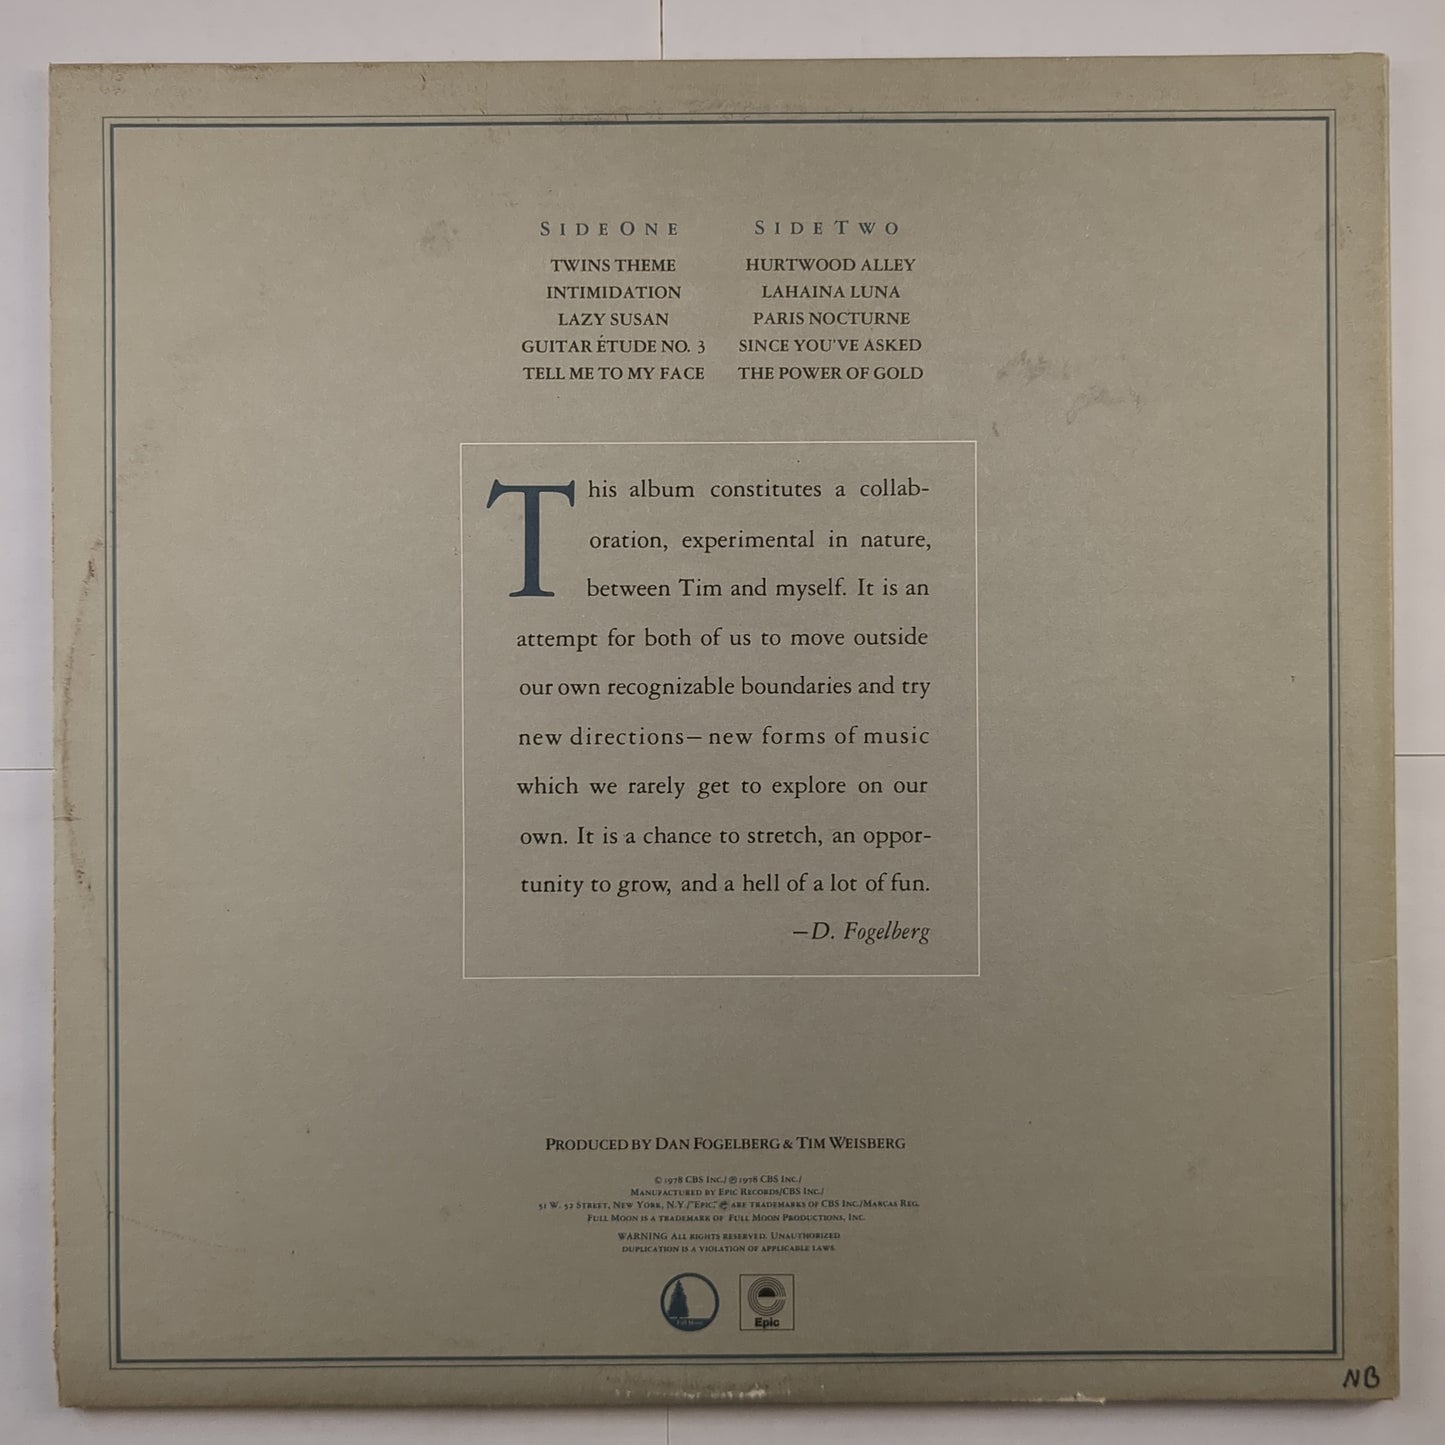 SIDE ONE
TWINS THEME
INTIMIDATION
LAZY SUSAN
GUITAR ÉTUDE NO. 3
TELL ME TO MY FACE
SIDE TWO
HURTWOOD ALLEY
LAHAINA LUNA
PARIS NOCTURNE
SINCE YOU'VE ASKED
THE POWER OF GOLD
This album constitutes a collab-
oration, experimental in nature,
between Tim and myself. It is an
attempt for both of us to move outside
our own recognizable boundaries and try
new directions—new forms of music
which we rarely get to explore on our
own. It is a chance to stretch, an oppor-
tunity to grow, and a hell of a lot of fun.
—D. Fogelberg
PRODUCED BY DAN FOGELBERG & TIM WEISBERG
© 1978 CBS INC./ ℗ 1978 CBS INC./
MANUFACTURED BY EPIC RECORDS/CBS INC./
51 W. 52 STREET, NEW YORK, N.Y./"EPIC," ARE TRADEMARKS OF CBS INC./MARCAS REG.
FULL MOON IS A TRADEMARK OF FULL MOON PRODUCTIONS, INC.
WARNING ALL RIGHTS RESERVED. UNAUTHORIZED
DUPLICATION IS A VIOLATION OF APPLICABLE LAWS.
Full Moon
Epic
NB